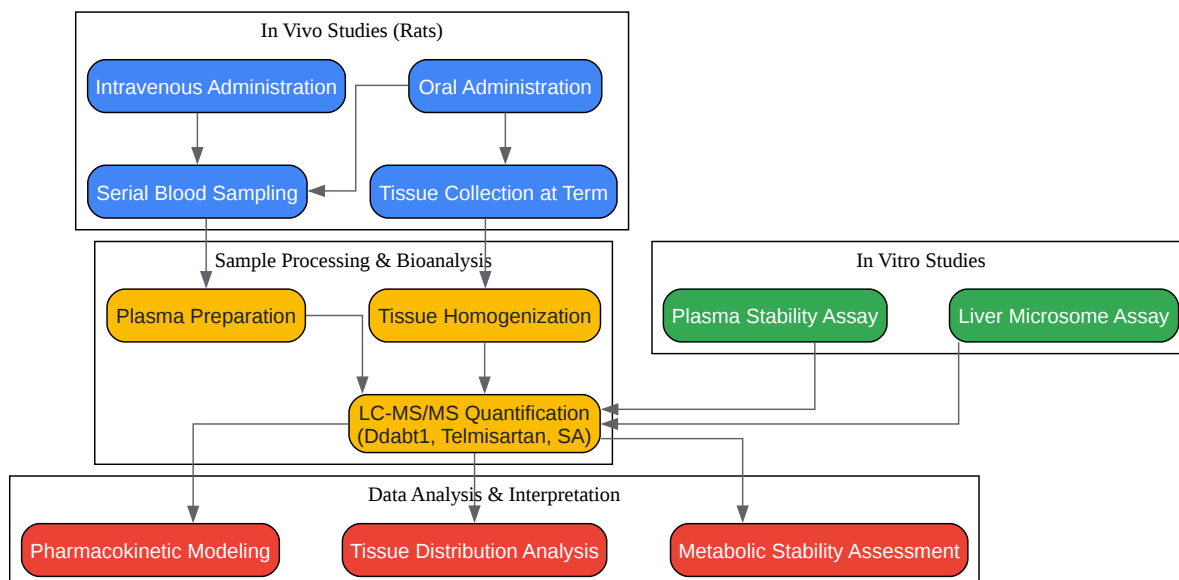 In Vivo Studies (Rats)
Intravenous Administration
Oral Administration
Serial Blood Sampling
Tissue Collection at Term
Sample Processing & Bioanalysis
In Vitro Studies
Plasma Preparation
Tissue Homogenization
Plasma Stability Assay
Liver Microsome Assay
LC-MS/MS Quantification
(Ddabt1, Telmisartan, SA)
Data Analysis & Interpretation
Pharmacokinetic Modeling
Tissue Distribution Analysis
Metabolic Stability Assessment